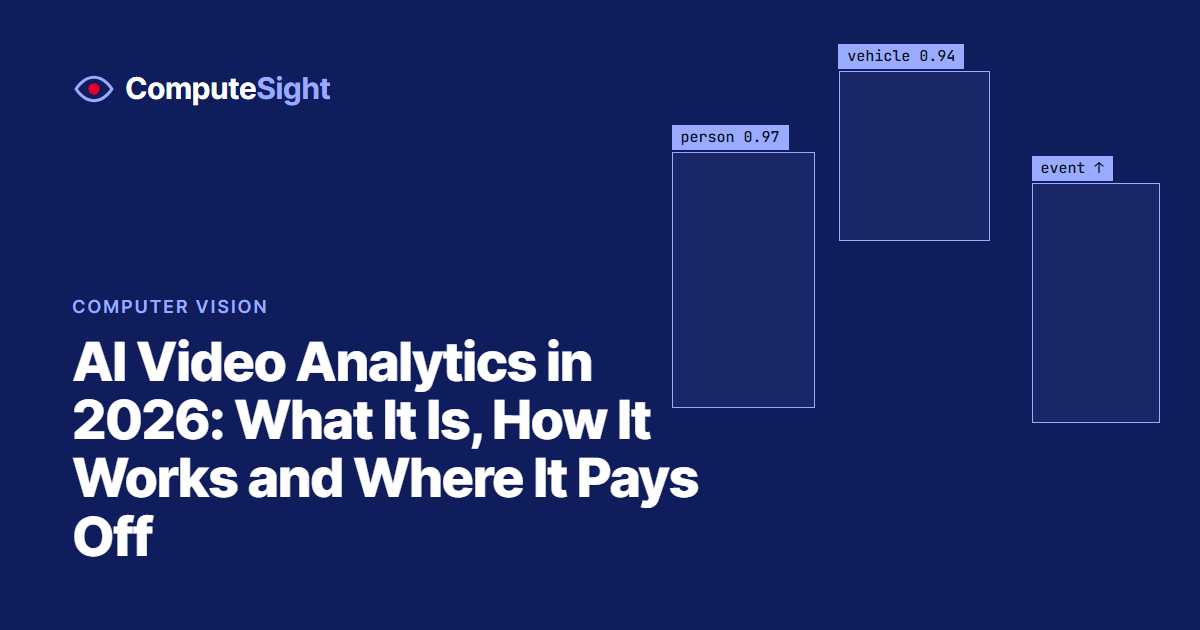 ComputeSight
vehicle 0.94
person 0.97
event ↑
COMPUTER VISION
AI Video Analytics in
2026: What It Is, How It
Works and Where It Pays
Off